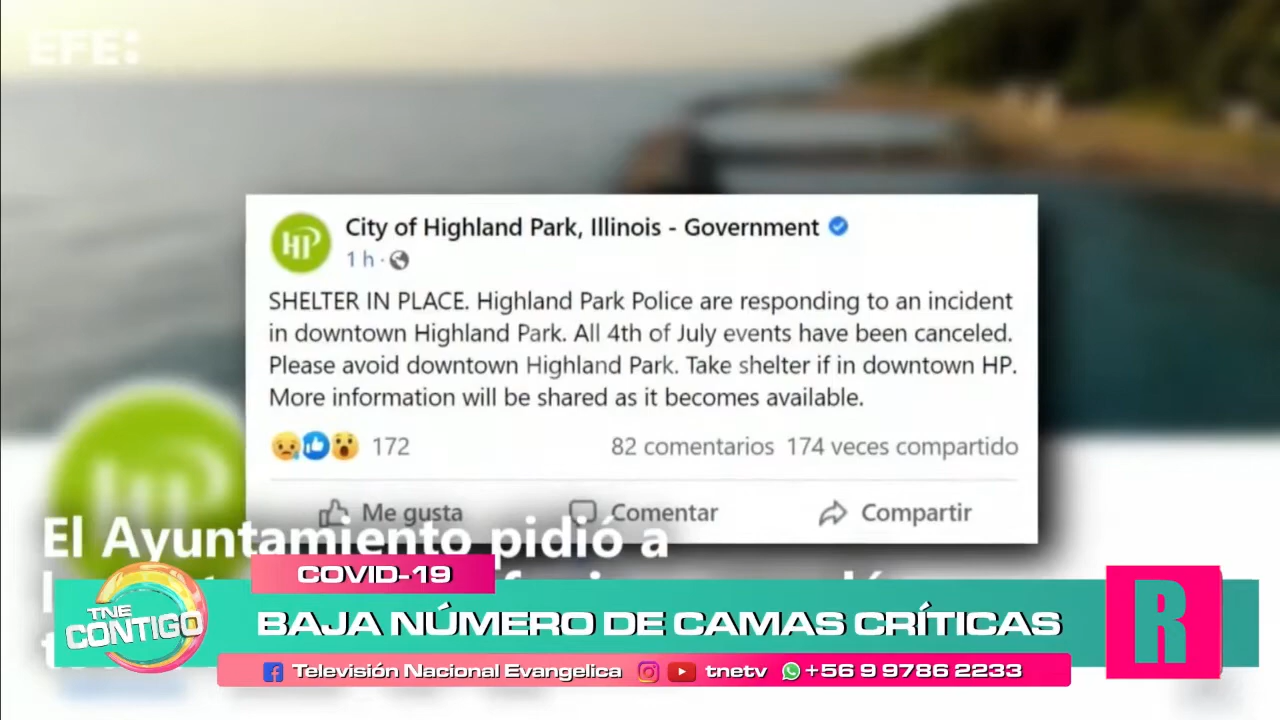 EFE:
HP
City of Highland Park, Illinois - Government
1 h ·
SHELTER IN PLACE. Highland Park Police are responding to an incident
in downtown Highland Park. All 4th of July events have been canceled.
Please avoid downtown Highland Park. Take shelter if in downtown HP.
More information will be shared as it becomes available.
172
82 comentarios 174 veces compartido
Me gusta Comentar Compartir
HP
El Ayuntamiento pidió a
COVID-19
TNE
CONTIGO
BAJA NÚMERO DE CAMAS CRÍTICAS
R
Televisión Nacional Evangelica tnetv +56 9 9786 2233